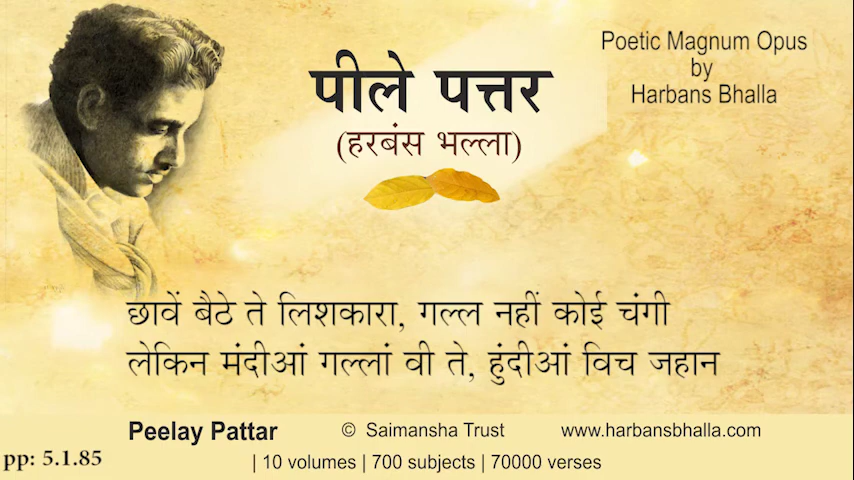 पीले पत्तर
(हरबंस भल्ला)
Poetic Magnum Opus
by
Harbans Bhalla
छावें बैठे ते लिशकारा, गल्ल नहीं कोई चंगी
लेकिन मंदीआं गल्लां वी ते, हुंदीआं विच जहान
Peelay Pattar © Saimansha Trust www.harbansbhalla.com
pp: 5.1.85 | 10 volumes | 700 subjects | 70000 verses